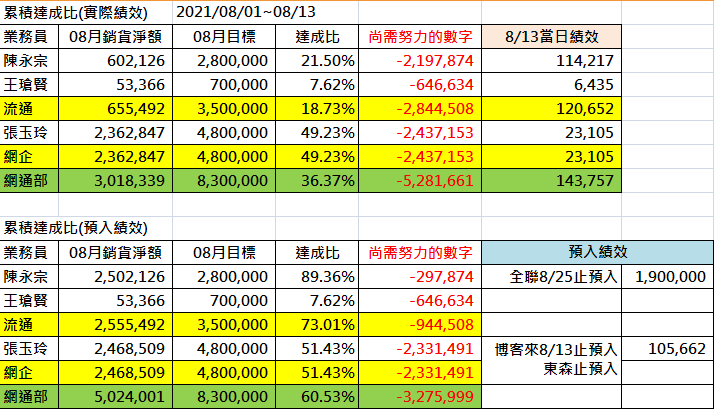 累積達成比(實際績效) 2021/08/01~08/13
業務員 08月銷貨淨額 08月目標 達成比 尚需努力的數字 8/13當日績效
陳永宗 602,126 2,800,000 21.50% -2,197,874 114,217
王瑲賢 53,366 700,000 7.62% -646,634 6,435
流通 655,492 3,500,000 18.73% -2,844,508 120,652
張玉玲 2,362,847 4,800,000 49.23% -2,437,153 23,105
網企 2,362,847 4,800,000 49.23% -2,437,153 23,105
網通部 3,018,339 8,300,000 36.37% -5,281,661 143,757
累積達成比(預入績效)
業務員 08月銷貨淨額 08月目標 達成比 尚需努力的數字 預入績效
陳永宗 2,502,126 2,800,000 89.36% -297,874 全聯8/25止預入 1,900,000
王瑲賢 53,366 700,000 7.62% -646,634
流通 2,555,492 3,500,000 73.01% -944,508
張玉玲 2,468,509 4,800,000 51.43% -2,331,491 博客來8/13止預入 105,662
網企 2,468,509 4,800,000 51.43% -2,331,491 東森止預入
網通部 5,024,001 8,300,000 60.53% -3,275,999